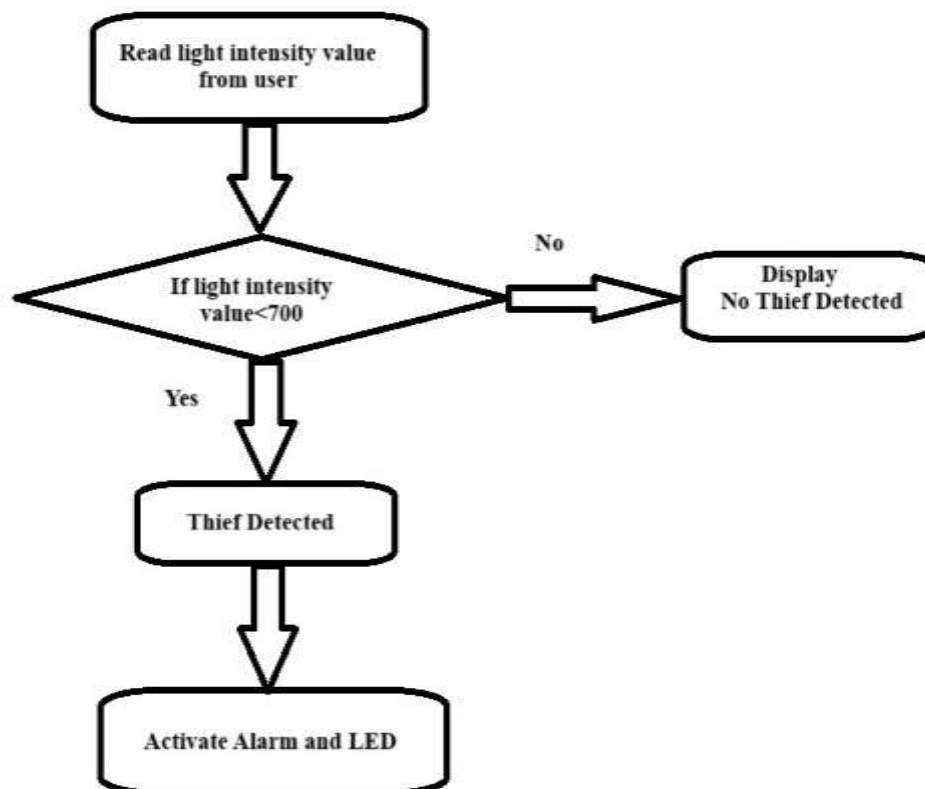 Read light intensity value
from user
If light intensity
value<700
No
Display
No Thief Detected
Yes
Thief Detected
Activate Alarm and LED